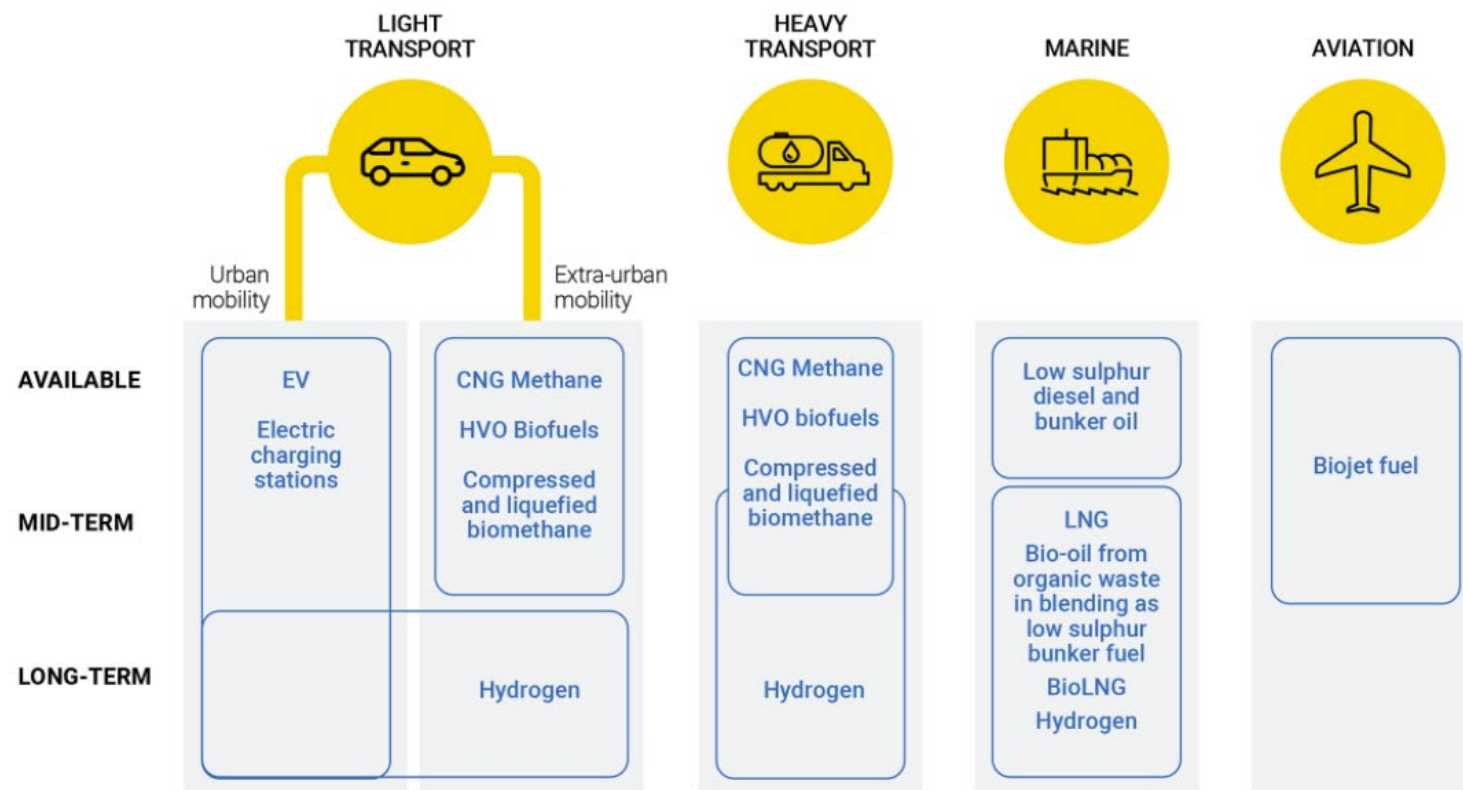 LIGHT
TRANSPORT
HEAVY
TRANSPORT
MARINE
AVIATION
Urban
mobility
Extra-urban
mobility
AVAILABLE
MID-TERM
LONG-TERM
EV
Electric
charging
stations
CNG Methane
HVO Biofuels
Compressed
and liquefied
biomethane
Hydrogen
CNG Methane
HVO biofuels
Compressed
and liquefied
biomethane
Hydrogen
Low sulphur
diesel and
bunker oil
LNG
Bio-oil from
organic waste
in blending as
low sulphur
bunker fuel
BioLNG
Hydrogen
Biojet fuel